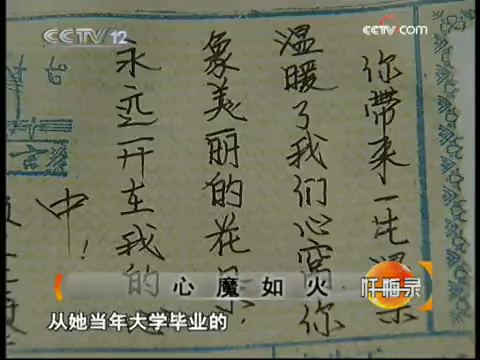 CCTV 12
cctv.com
你带来一
温暖了我们心窝你
象美丽的花
永远开在我的
中!
心魔如火
忏悔录
从她当年大学毕业的